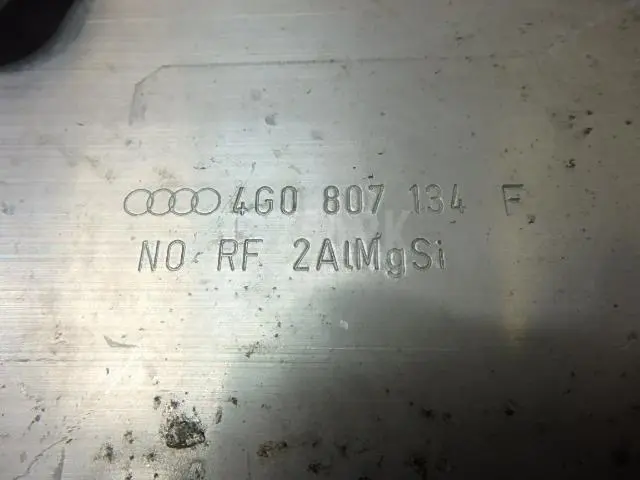 4G0 807 134 F
NO RF 2AlMgSi